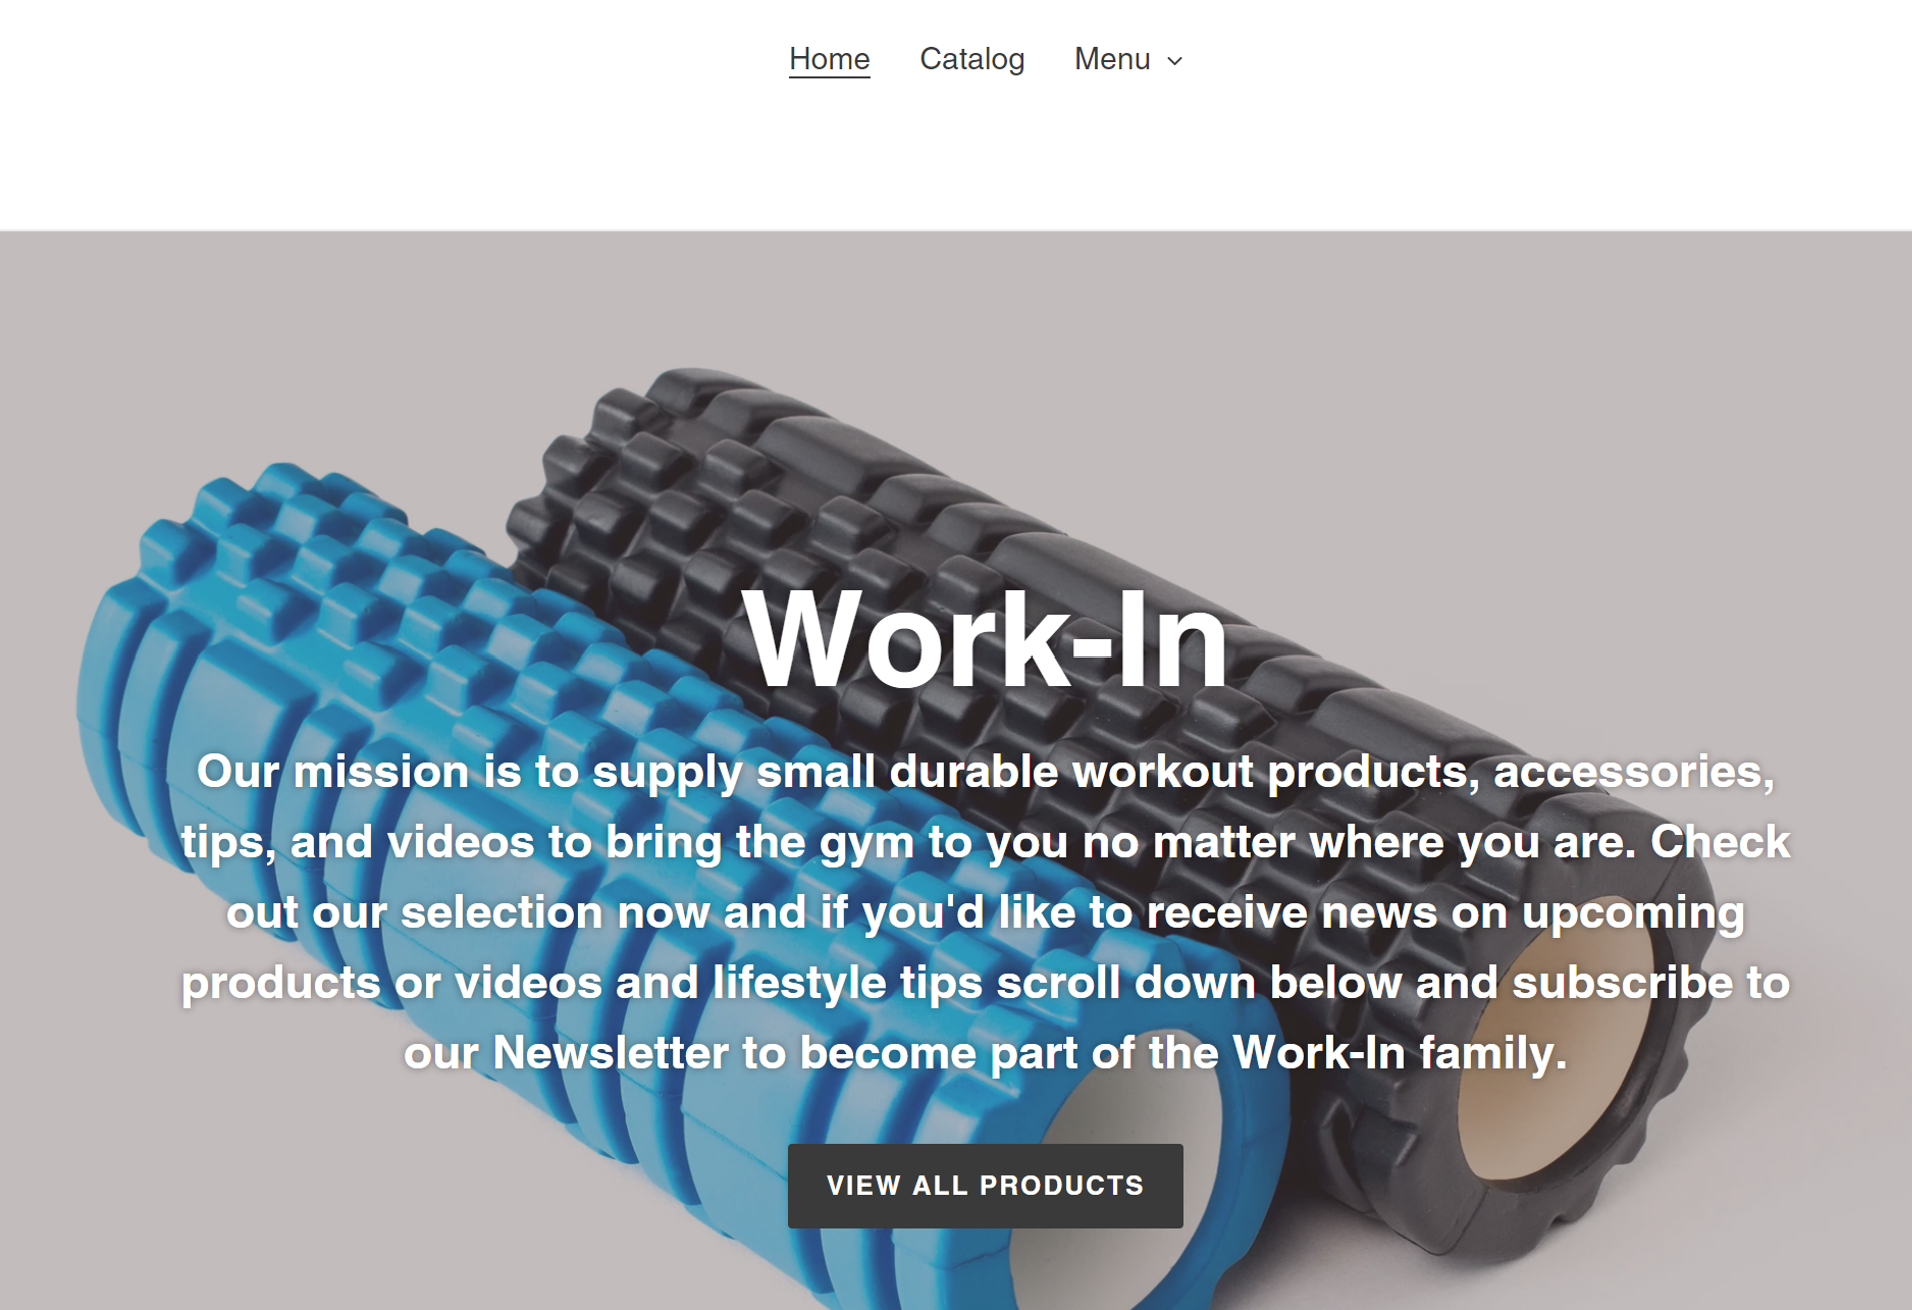 Home Catalog Menu
Work-In
Our mission is to supply small durable workout products, accessories,
tips, and videos to bring the gym to you no matter where you are. Check
out our selection now and if you'd like to receive news on upcoming
products or videos and lifestyle tips scroll down below and subscribe to
our Newsletter to become part of the Work-In family.
VIEW ALL PRODUCTS